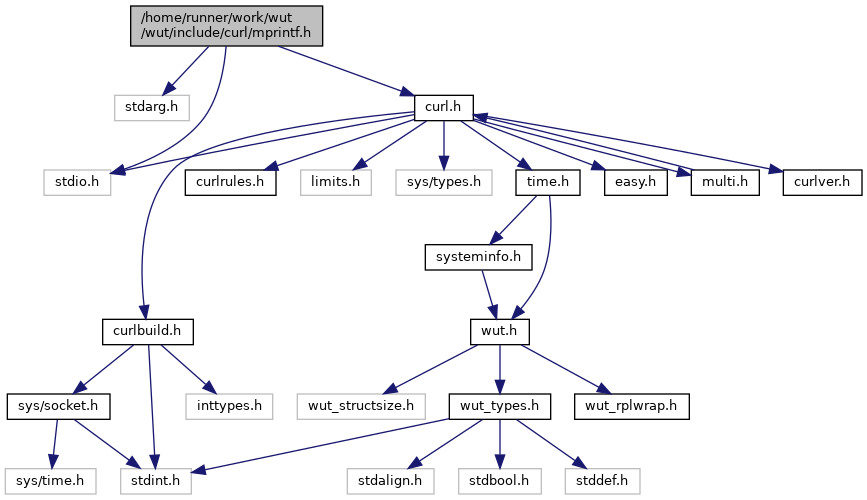 /home/runner/work/wut
/wut/include/curl/mprintf.h
stdarg.h
curl.h
stdio.h
curlrules.h
limits.h
sys/types.h
time.h
easy.h
multi.h
curlver.h
systeminfo.h
curlbuild.h
wut.h
sys/socket.h
inttypes.h
wut_structsize.h
wut_types.h
wut_rplwrap.h
sys/time.h
stdint.h
stdalign.h
stdbool.h
stddef.h